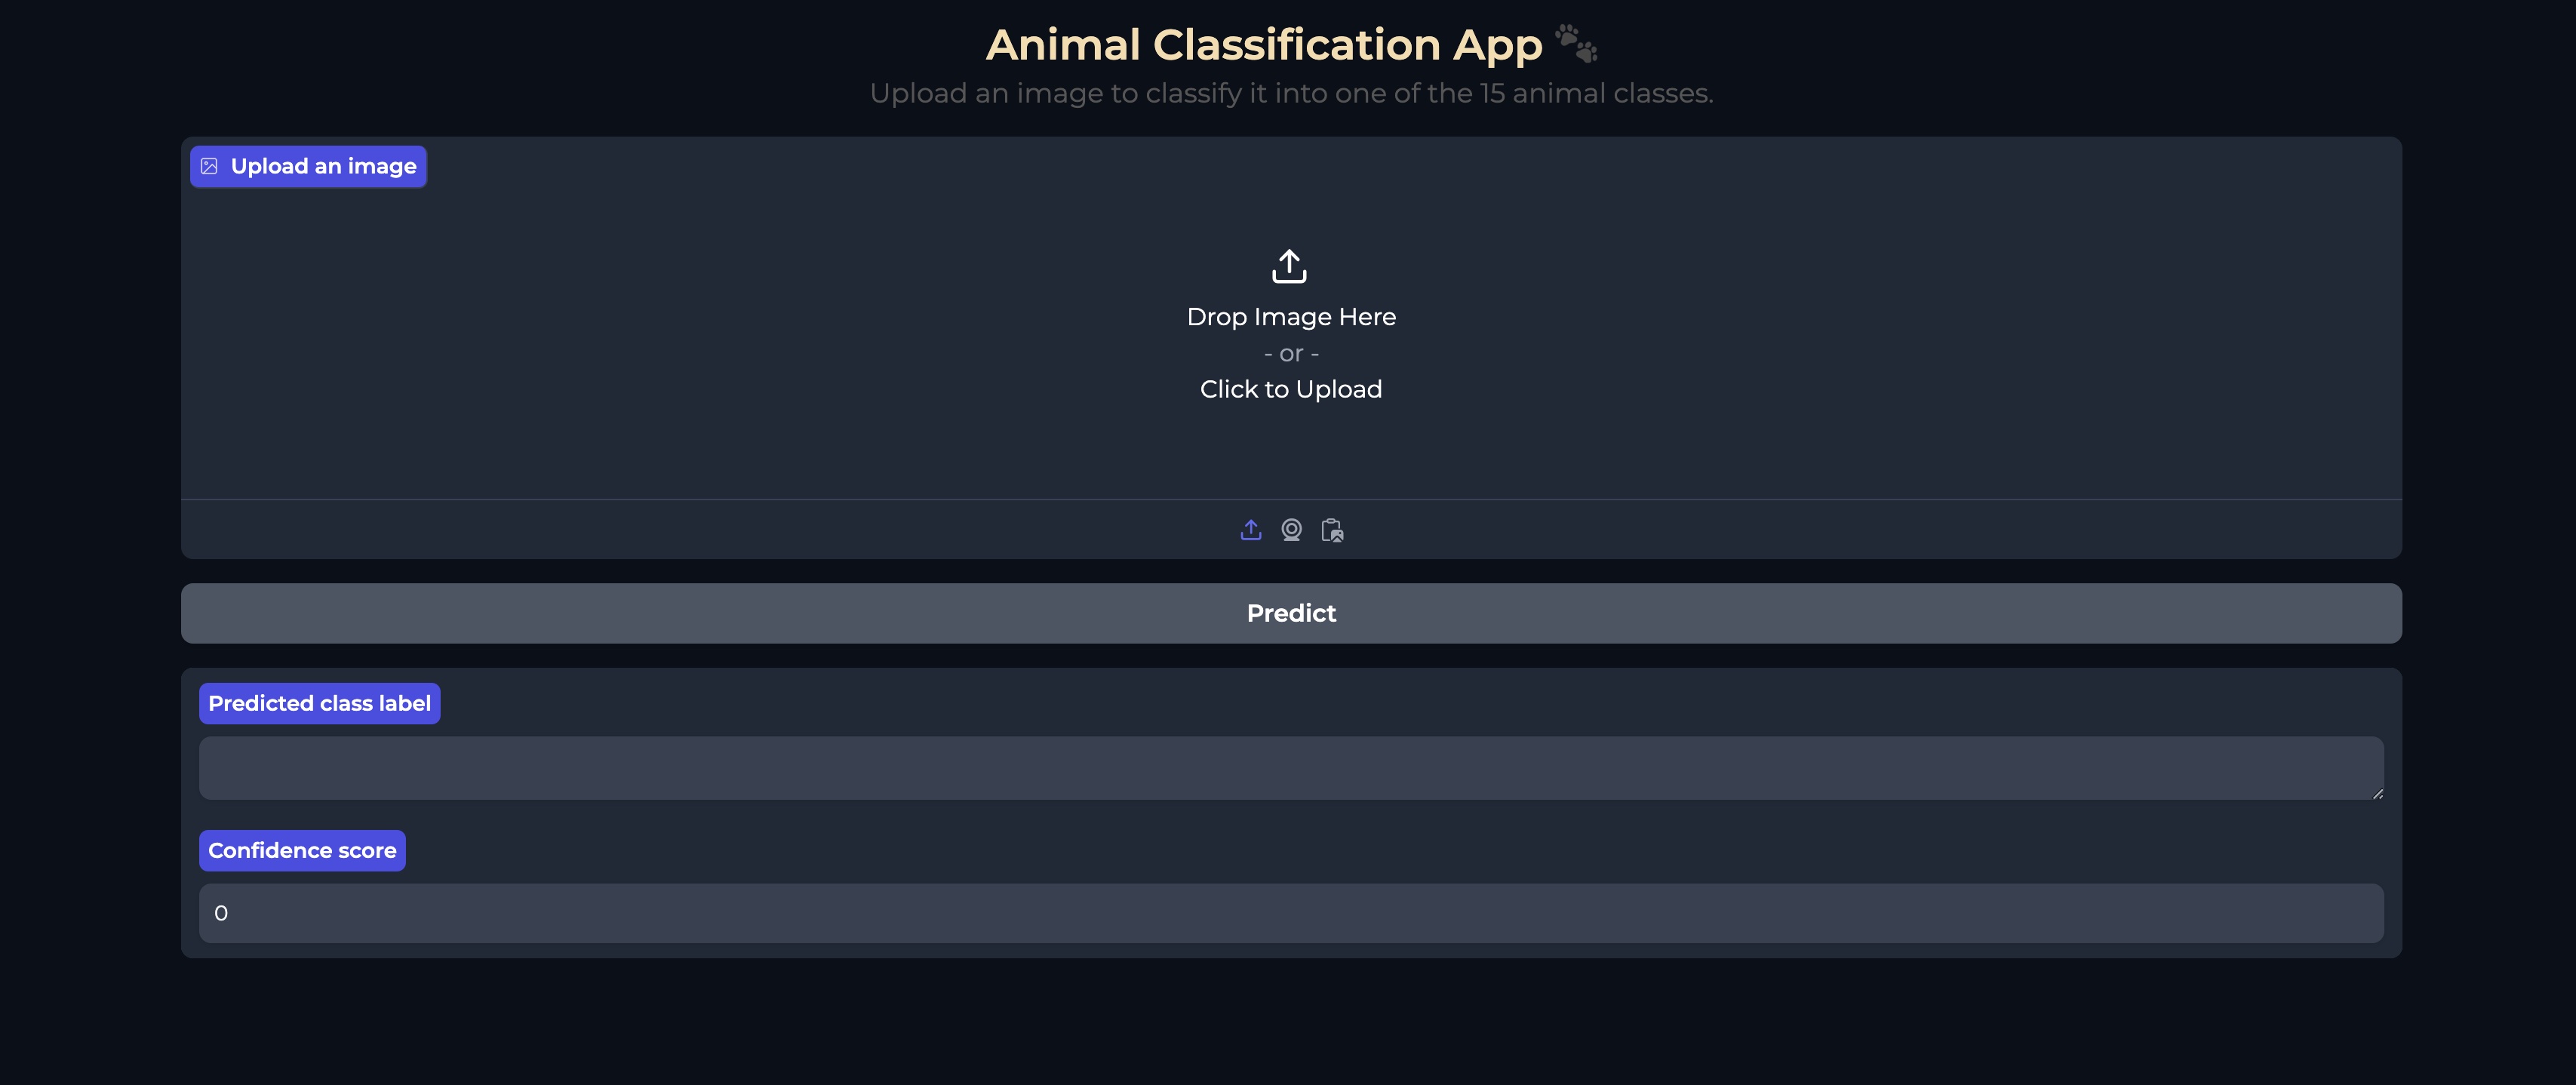 Animal Classification App
Upload an image to classify it into one of the 15 animal classes.
Upload an image
Drop Image Here
- or -
Click to Upload
Predict
Predicted class label
Confidence score
0